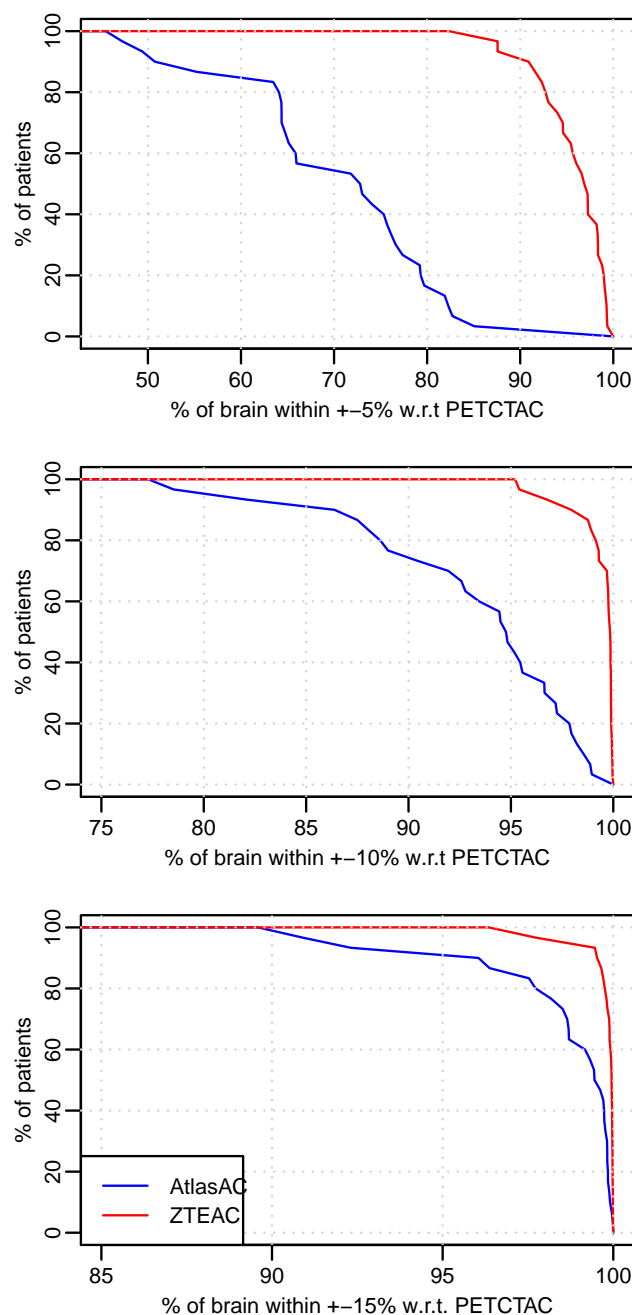 % of patients
0 20 40 60 80 100
50 60 70 80 90 100
% of brain within +−5% w.r.t PETCTAC
% of patients
0 20 40 60 80 100
75 80 85 90 95 100
% of brain within +−10% w.r.t PETCTAC
% of patients
0 20 40 60 80 100
AtlasAC
ZTEAC
85 90 95 100
% of brain within +−15% w.r.t. PETCTAC